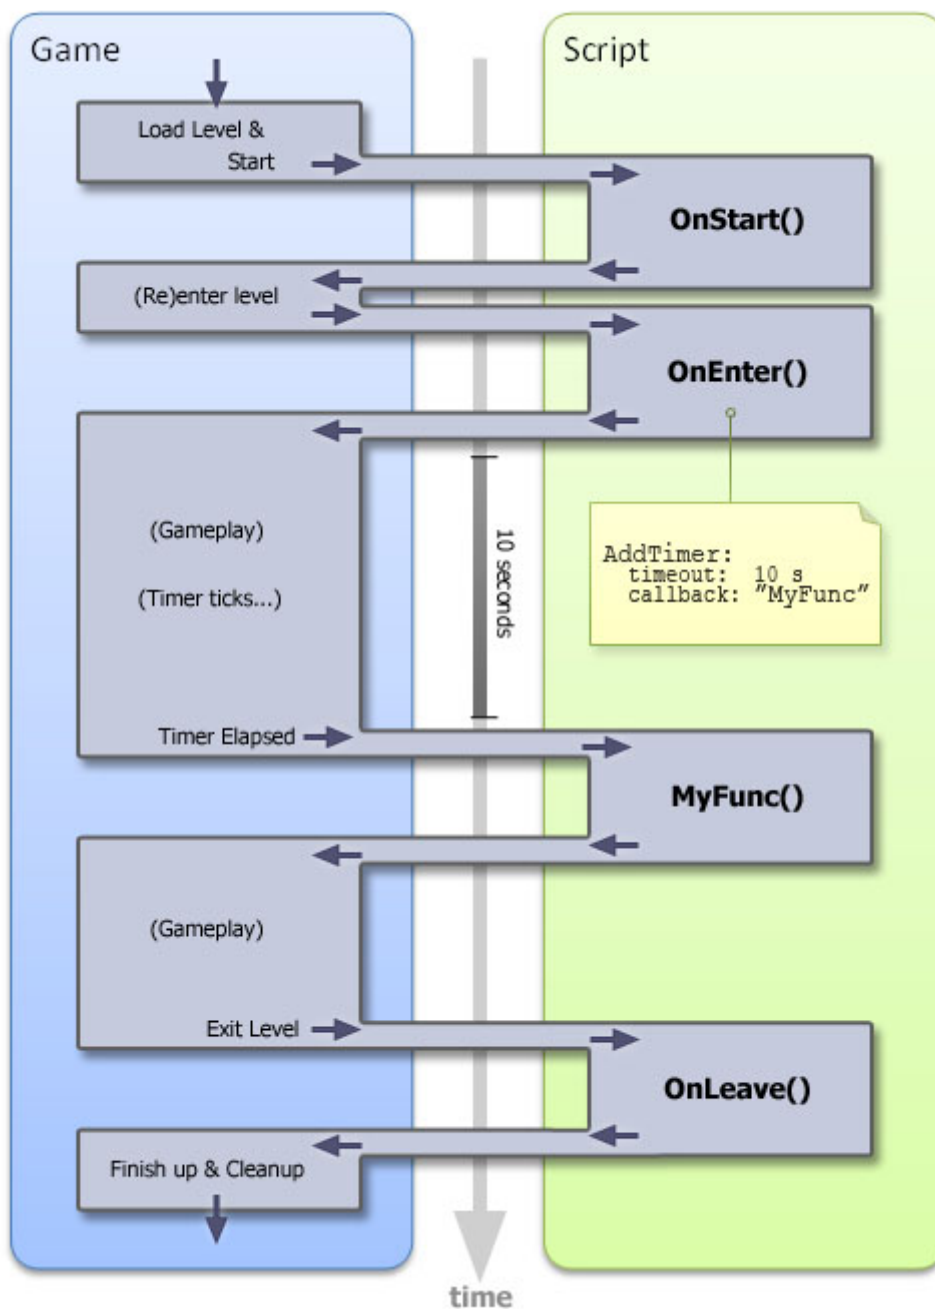 Game
Script
Load Level &
Start
OnStart()
(Re)enter level
OnEnter()
(Gameplay)
(Timer ticks...)
10 seconds
AddTimer:
timeout: 10 s
callback: ”MyFunc”
Timer Elapsed
MyFunc()
(Gameplay)
Exit Level
OnLeave()
Finish up & Cleanup
time